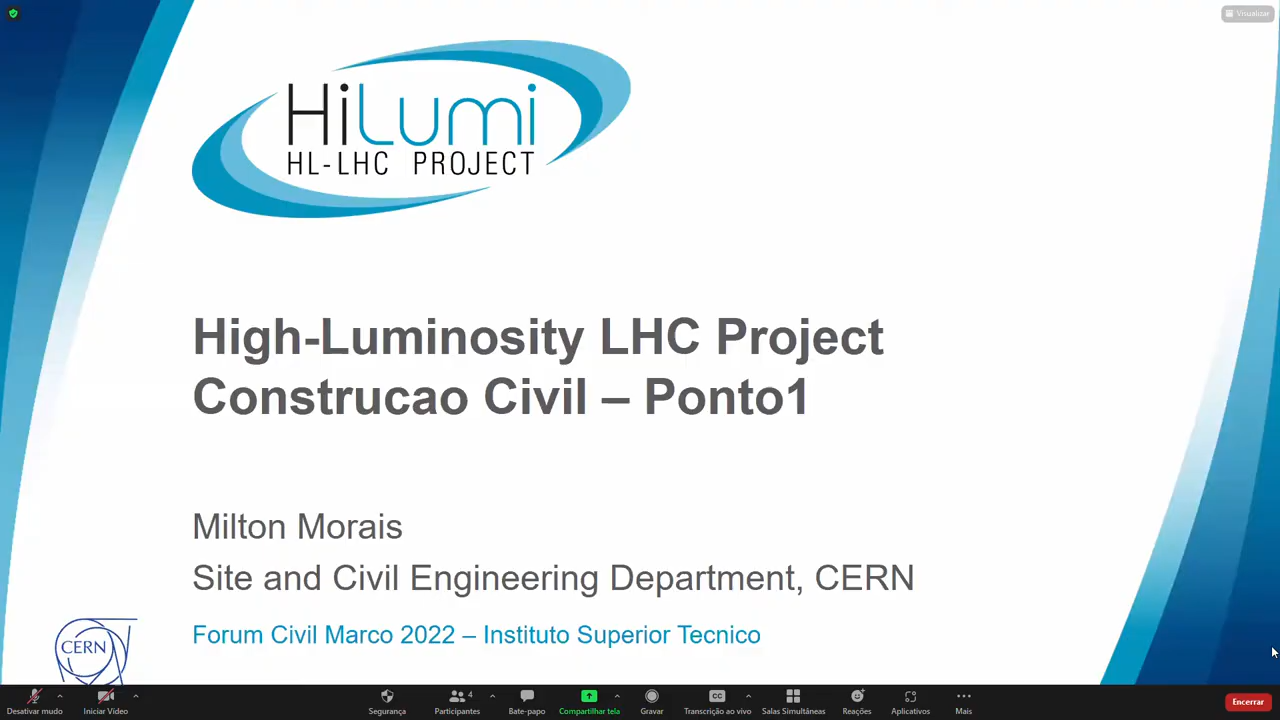 Visualizar
HiLumi
HL-LHC PROJECT
High-Luminosity LHC Project
Construcao Civil – Ponto1
Milton Morais
Site and Civil Engineering Department, CERN
Forum Civil Marco 2022 – Instituto Superior Tecnico
CERN
Desativar mudo
Iniciar Vídeo
Segurança
4
Participantes
Bate-papo
Compartilhar tela
Gravar
CC
Transcrição ao vivo
Salas Simultâneas
Reações
Aplicativos
Mais
Encerrar